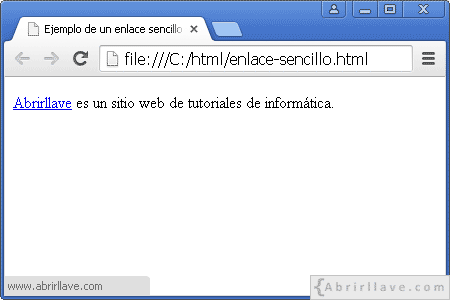 Ejemplo de un enlace sencillo
file:///C:/html/enlace-sencillo.html
Abrirllave es un sitio web de tutoriales de informática.
www.abrirllave.com
{Abrirllave.com